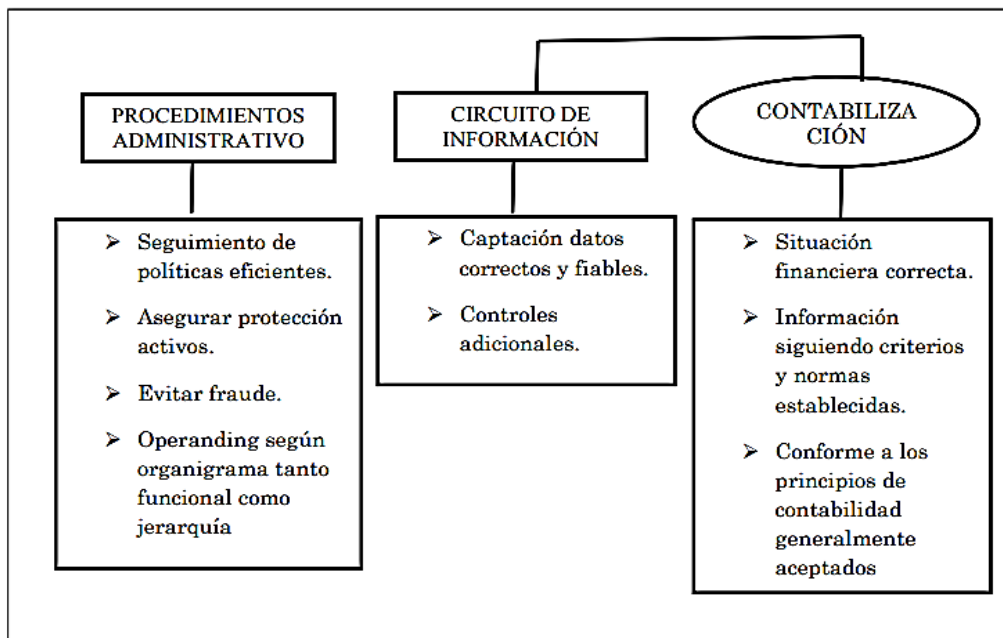 PROCEDIMIENTOS
ADMINISTRATIVO
➢ Seguimiento de
políticas eficientes.
➢ Asegurar protección
activos.
➢ Evitar fraude.
➢ Operanding según
organigrama tanto
funcional como
jerarquía
CIRCUITO DE
INFORMACIÓN
➢ Captación datos
correctos y fiables.
➢ Controles
adicionales.
CONTABILIZA
CIÓN
➢ Situación
financiera correcta.
➢ Información
siguiendo criterios
y normas
establecidas.
➢ Conforme a los
principios de
contabilidad
generalmente
aceptados